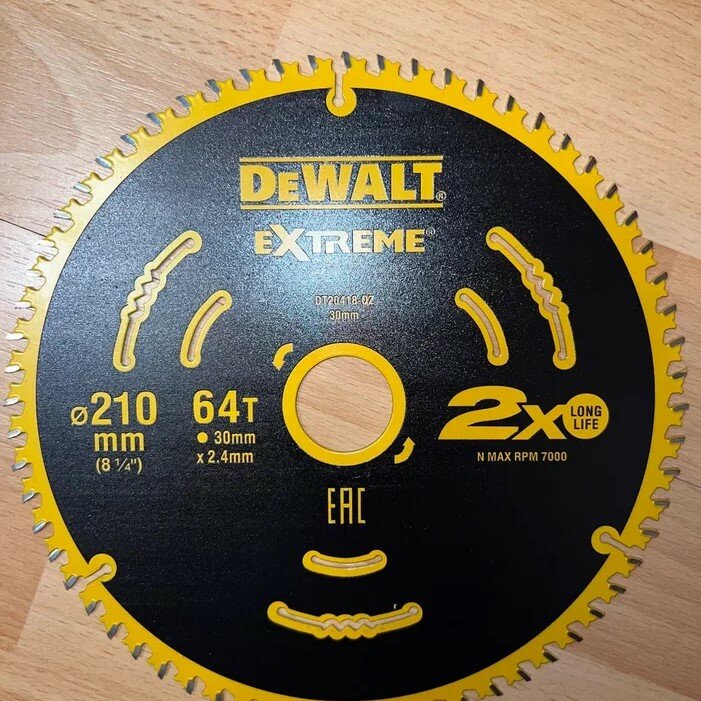 DEWALT®
EXTREME®
DT20418-QZ
30mm
ø210
mm
(8 ¼")
64T
● 30mm
x 2.4mm
2X LONG
LIFE
N MAX RPM 7000
EAC